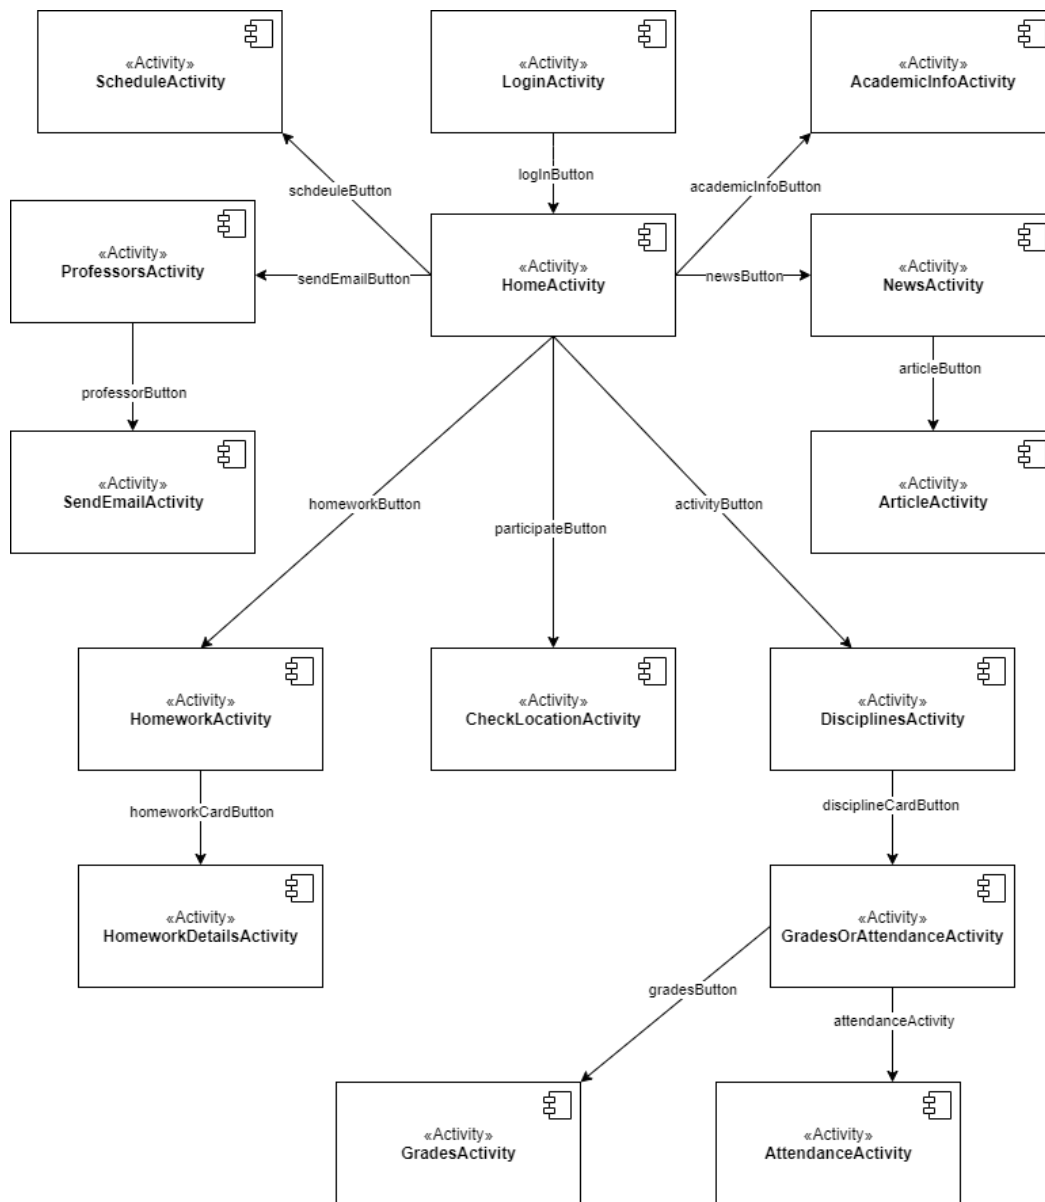 «Activity»
ScheduleActivity
«Activity»
LoginActivity
«Activity»
AcademicInfoActivity
schdeuleButton
logInButton
academicInfoButton
«Activity»
ProfessorsActivity
sendEmailButton
«Activity»
HomeActivity
newsButton
«Activity»
NewsActivity
professorButton
articleButton
«Activity»
SendEmailActivity
«Activity»
ArticleActivity
homeworkButton
participateButton
activityButton
«Activity»
HomeworkActivity
«Activity»
CheckLocationActivity
«Activity»
DisciplinesActivity
homeworkCardButton
disciplineCardButton
«Activity»
HomeworkDetailsActivity
«Activity»
GradesOrAttendanceActivity
gradesButton
attendanceActivity
«Activity»
GradesActivity
«Activity»
AttendanceActivity